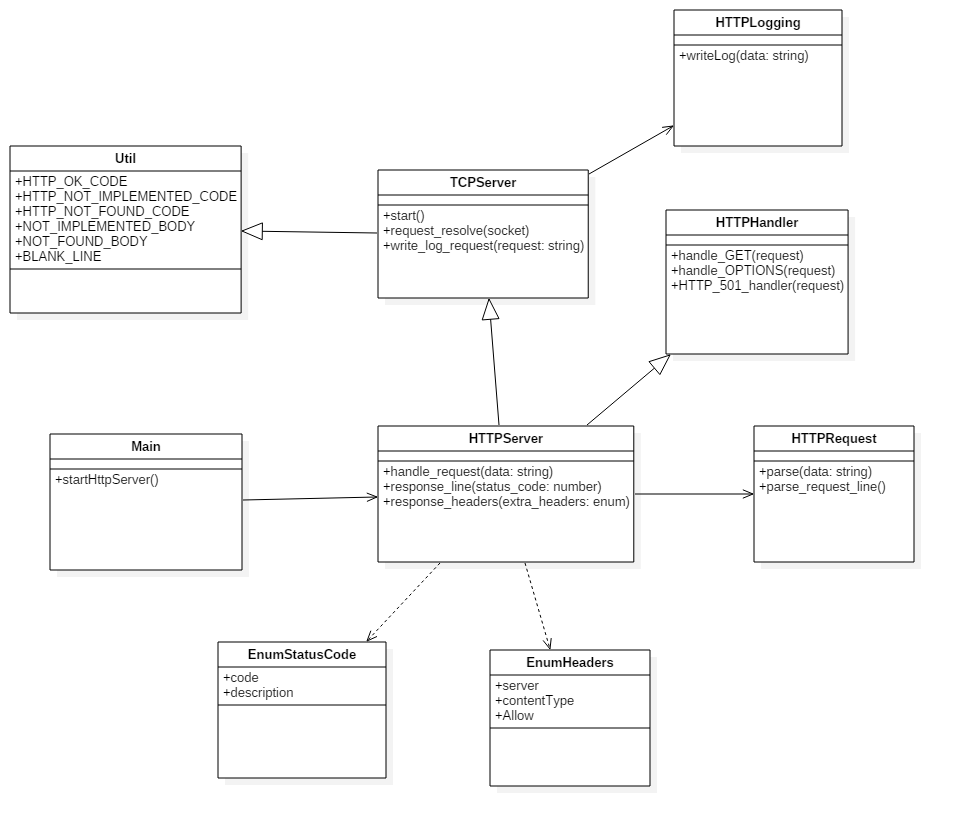 HTTPLogging
+writeLog(data: string)
Util
+HTTP_OK_CODE
+HTTP_NOT_IMPLEMENTED_CODE
+HTTP_NOT_FOUND_CODE
+NOT_IMPLEMENTED_BODY
+NOT_FOUND_BODY
+BLANK_LINE
TCPServer
+start()
+request_resolve(socket)
+write_log_request(request: string)
HTTPHandler
+handle_GET(request)
+handle_OPTIONS(request)
+HTTP_501_handler(request)
Main
+startHttpServer()
HTTPServer
+handle_request(data: string)
+response_line(status_code: number)
+response_headers(extra_headers: enum)
HTTPRequest
+parse(data: string)
+parse_request_line()
EnumStatusCode
+code
+description
EnumHeaders
+server
+contentType
+Allow